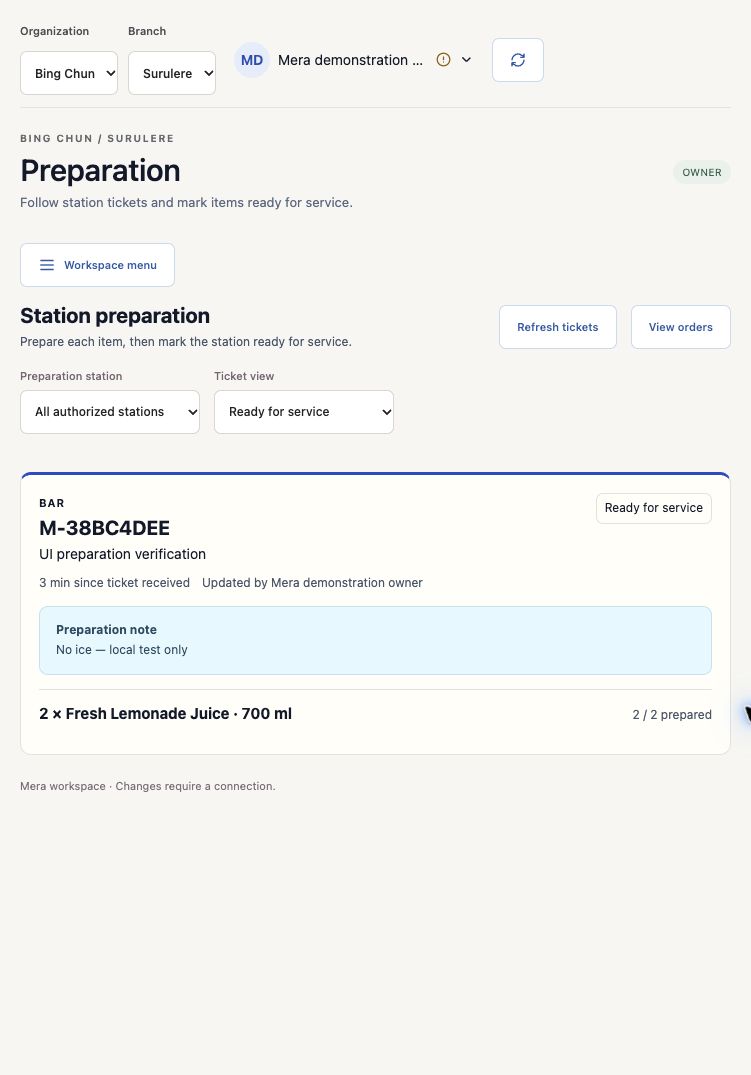 Organization
Branch
Bing Chun
Surulere
MD
Mera demonstration ...
BING CHUN / SURULERE
Preparation
OWNER
Follow station tickets and mark items ready for service.
Workspace menu
Station preparation
Prepare each item, then mark the station ready for service.
Refresh tickets
View orders
Preparation station
Ticket view
All authorized stations
Ready for service
BAR
M-38BC4DEE
Ready for service
UI preparation verification
3 min since ticket received Updated by Mera demonstration owner
Preparation note
No ice — local test only
2 × Fresh Lemonade Juice · 700 ml
2 / 2 prepared
Mera workspace · Changes require a connection.